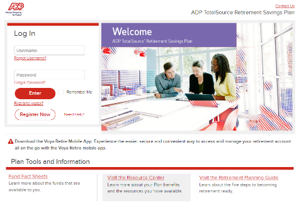 ADP
Contact Us
ADP TotalSource Retirement Savings Plan
Log In
Username
Forgot Username?
Password
Forgot Password?
Enter
Remember Me
Register Now
Welcome
ADP TotalSource® Retirement Savings Plan
Download the Voya Retire Mobile App. Experience the easier, secure and convenient way to access and manage your retirement account
all on the go with the Voya Retire mobile app.
Plan Tools and Information
Fund Fact Sheets
Learn more about the funds that are
available to you.
Visit the Resource Center
Learn more about your Plan benefits
and the resources you have available.
Visit the Retirement Planning Guide
Learn about the five steps to becoming
retirement ready.